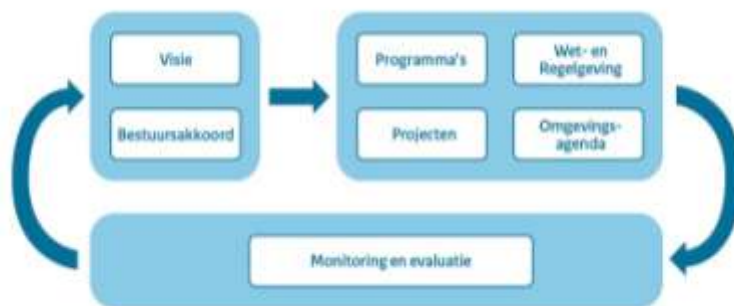 Visie
Bestuursakkoord
Programma's
Wet- en
Regelgeving
Projecten
Omgevings-
agenda
Monitoring en evaluatie